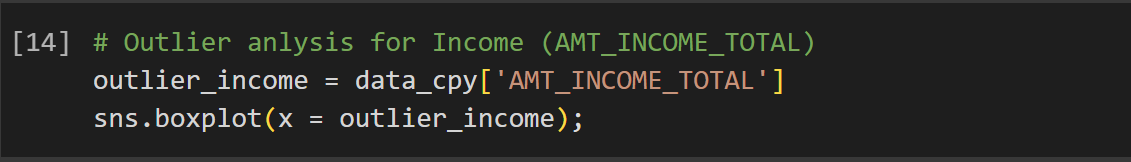 [14] # Outlier anlysis for Income (AMT_INCOME_TOTAL)
outlier_income = data_cpy['AMT_INCOME_TOTAL']
sns.boxplot(x = outlier_income);